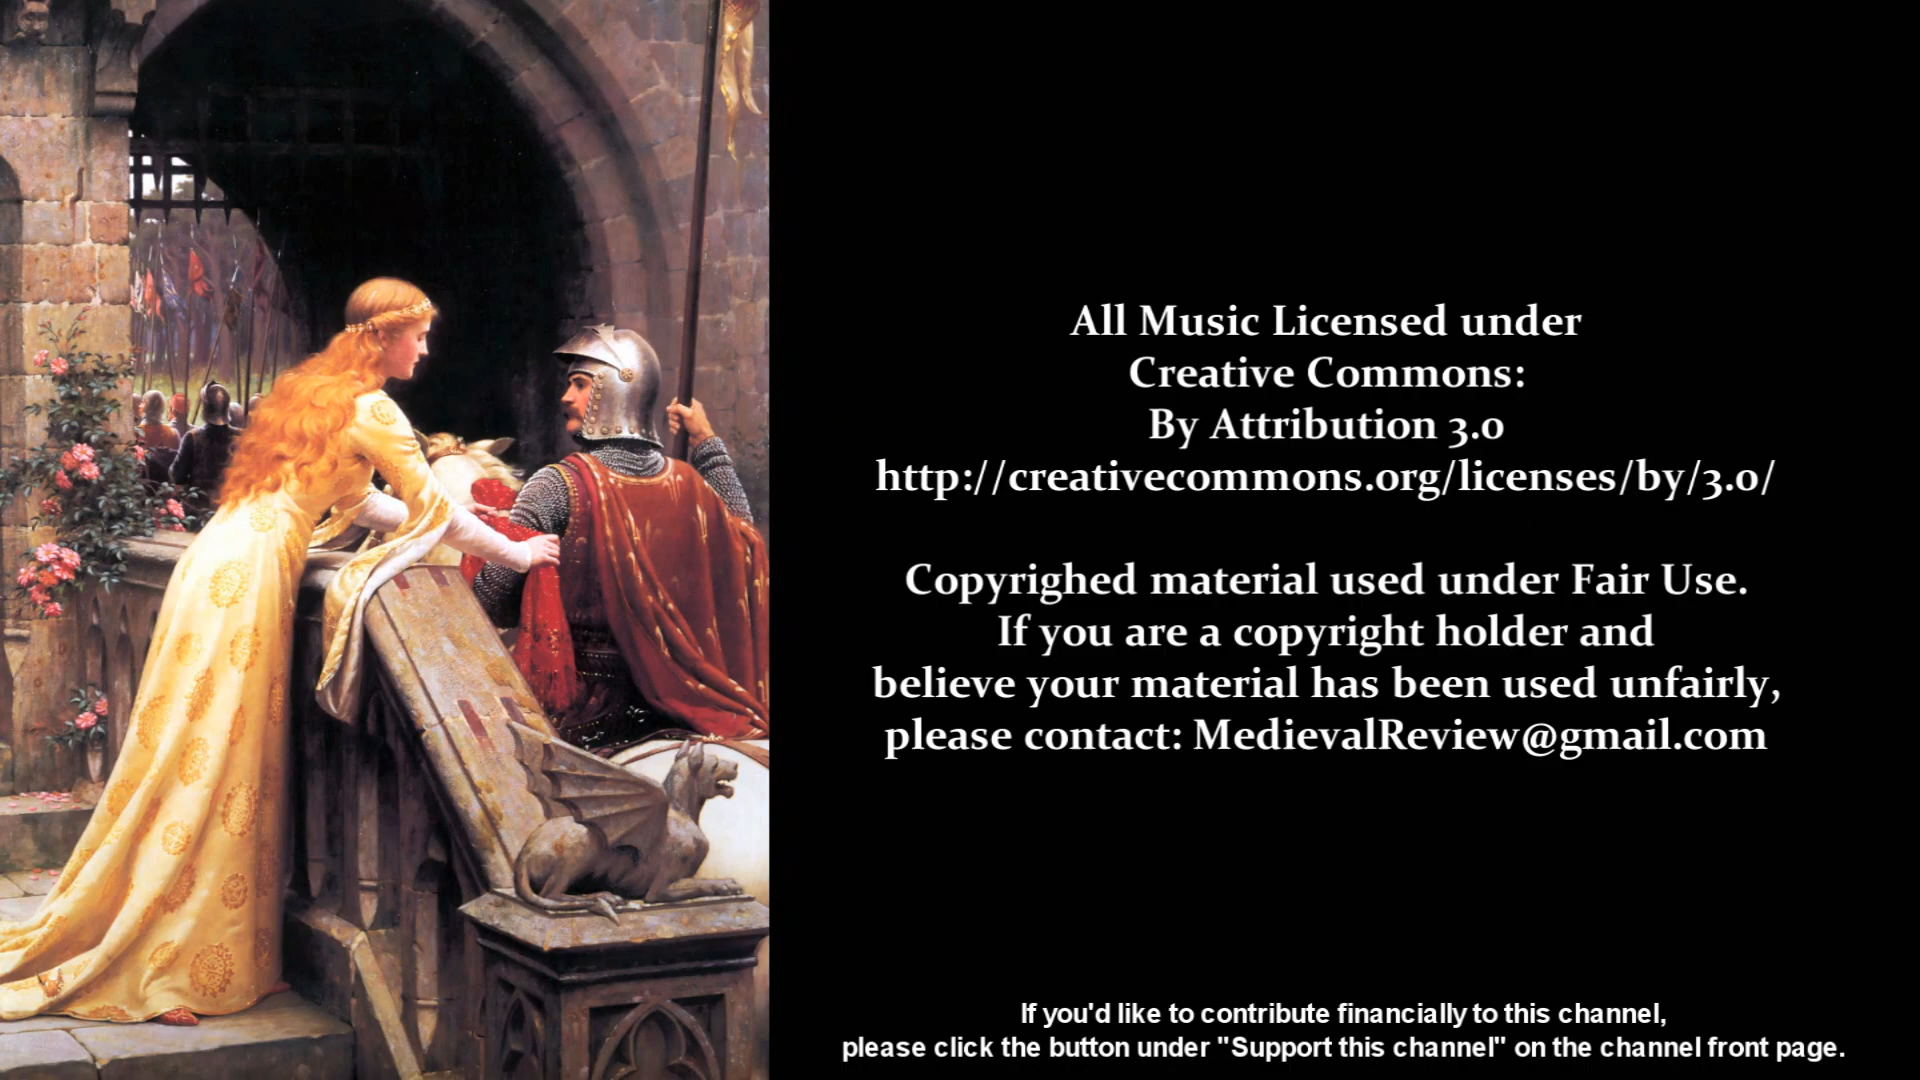 All Music Licensed under
Creative Commons:
By Attribution 3.0
http://creativecommons.org/licenses/by/3.0/
Copyrighed material used under Fair Use.
If you are a copyright holder and
believe your material has been used unfairly,
please contact: MedievalReview@gmail.com
If you'd like to contribute financially to this channel,
please click the button under "Support this channel" on the channel front page.